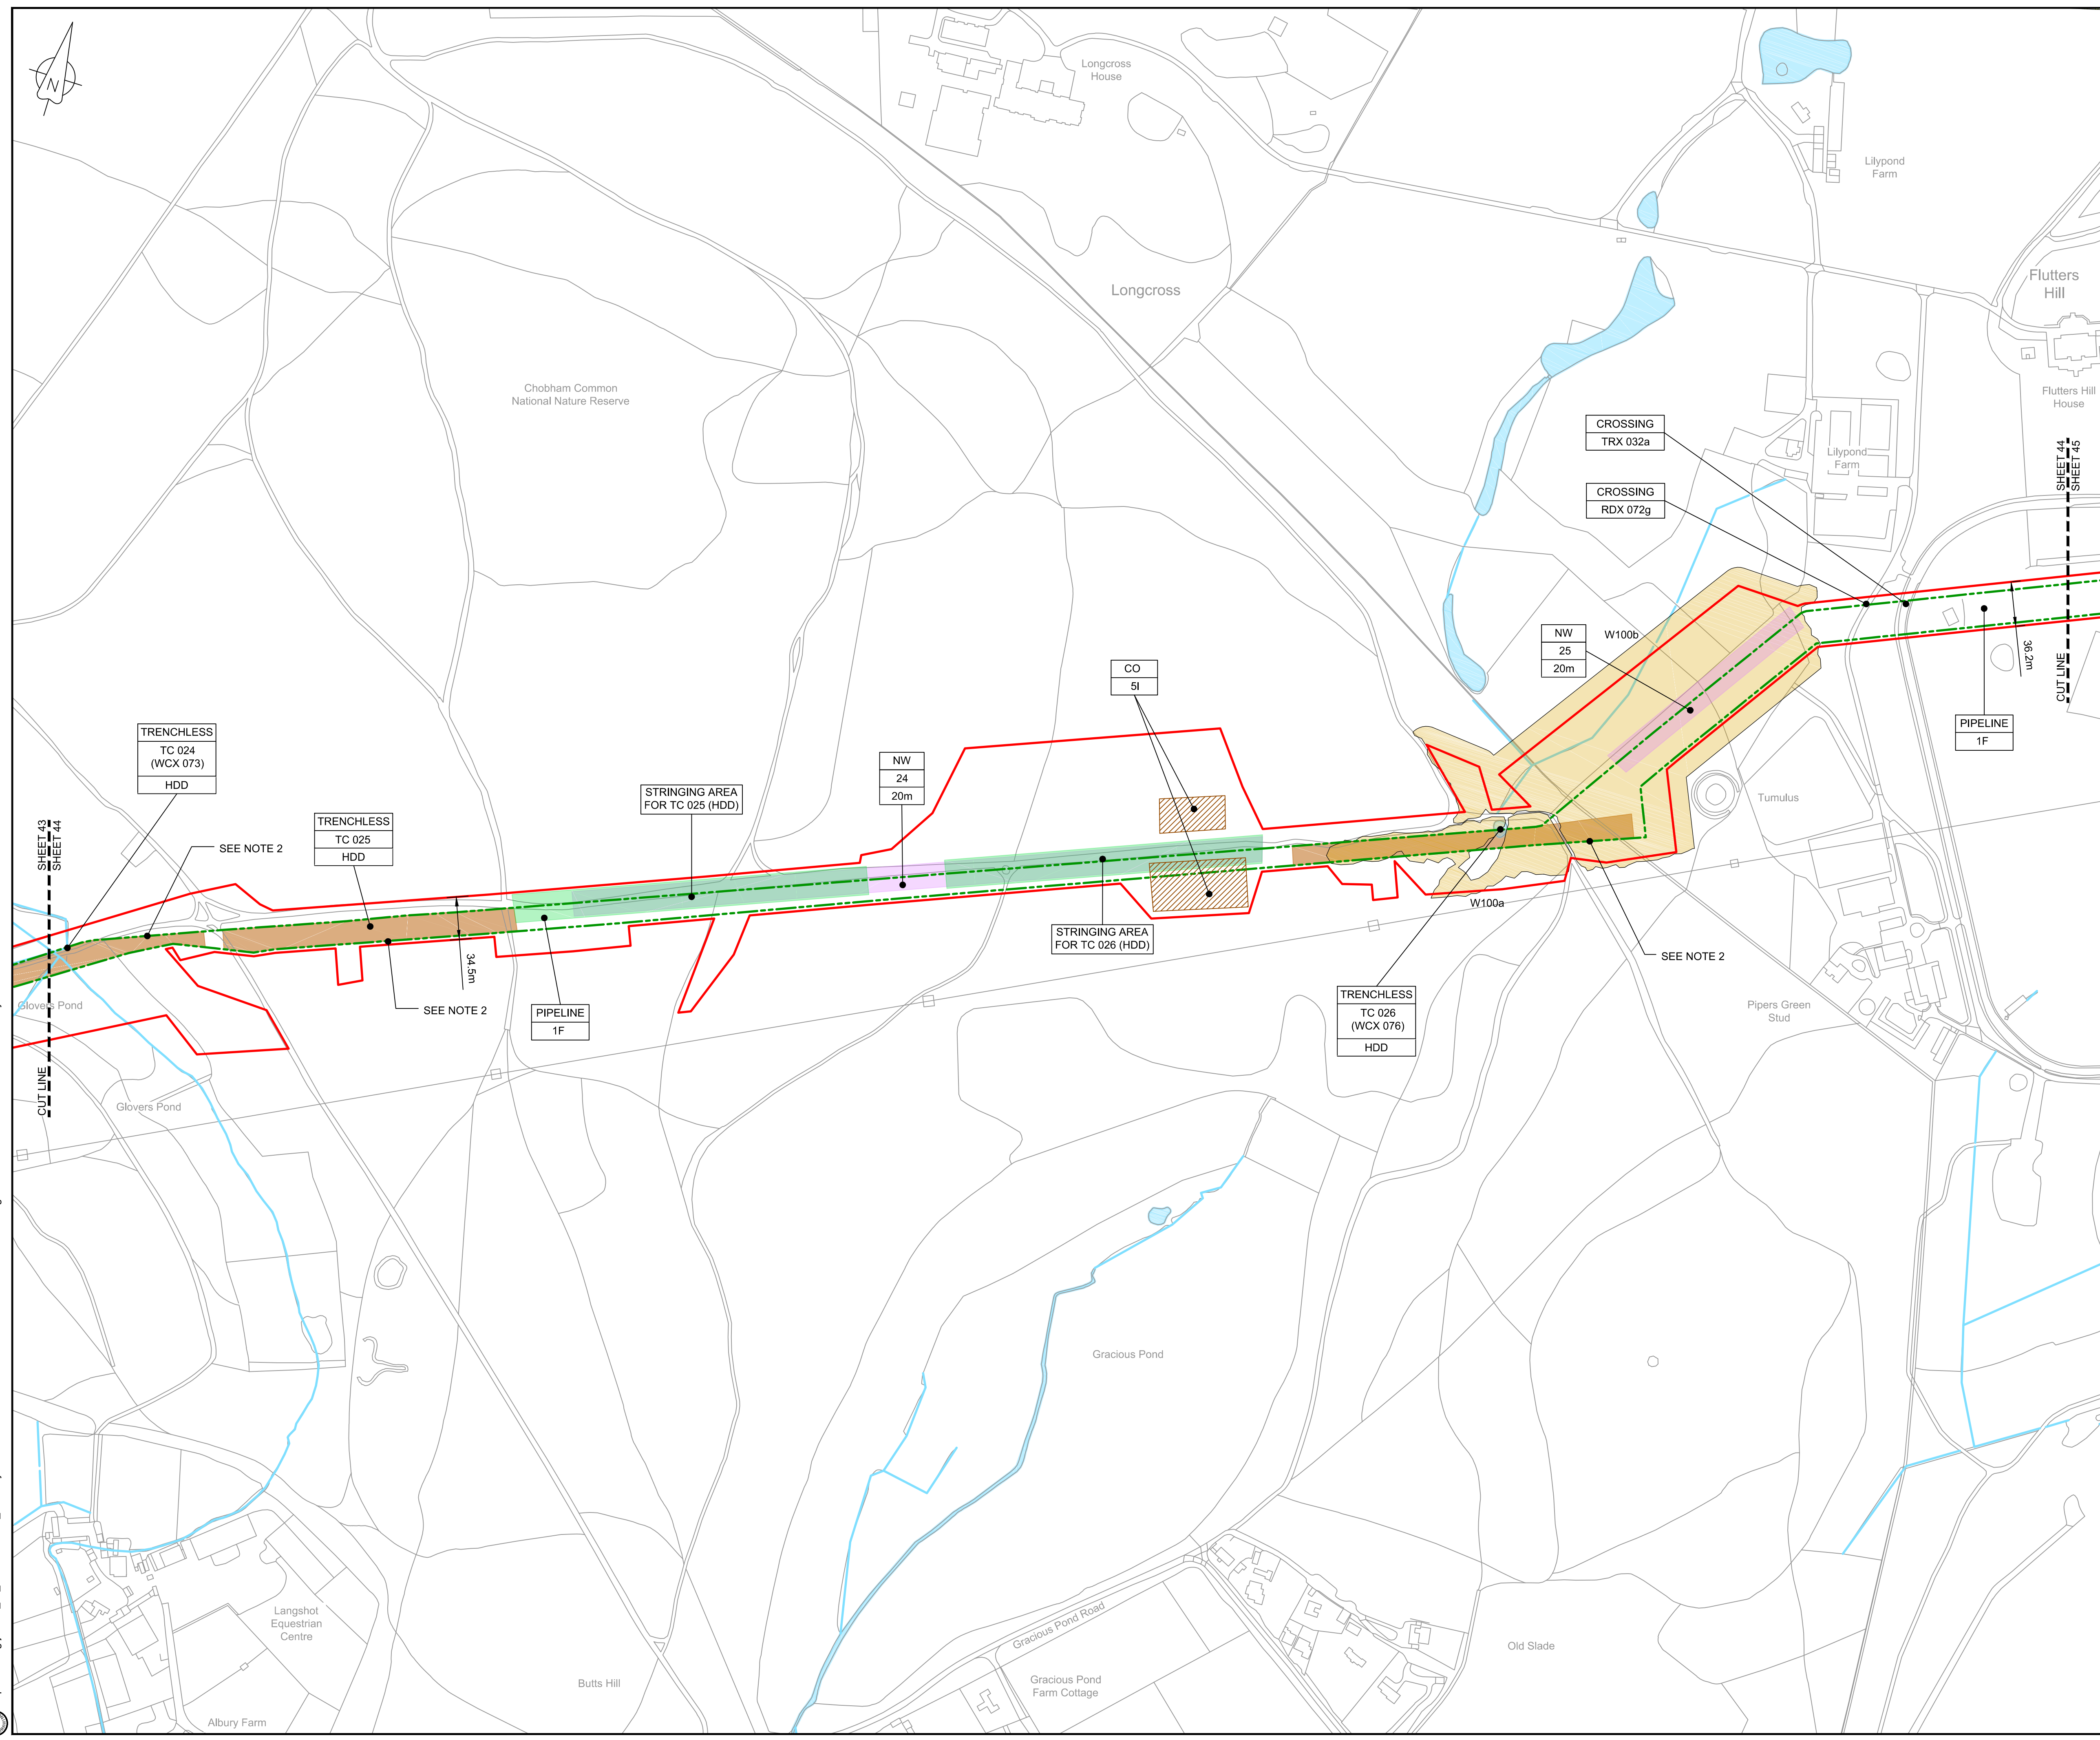 N
Longcross
House
Lilypond
Farm
Flutters
Hill
Longcross
Chobham Common
National Nature Reserve
Flutters Hill
House
CROSSING
TRX 032a
Lilypond
Farm
SHEET 44
SHEET 45
CUT LINE
CROSSING
RDX 072g
NW
25
20m
W100b
36.2m
CO
5I
PIPELINE
1F
TRENCHLESS
TC 024
(WCX 073)
HDD
NW
24
20m
STRINGING AREA
FOR TC 025 (HDD)
Tumulus
TRENCHLESS
TC 025
HDD
SHEET 43
SHEET 44
CUT LINE
SEE NOTE 2
W100a
STRINGING AREA
FOR TC 026 (HDD)
SEE NOTE 2
34.5m
Glovers Pond
SEE NOTE 2
PIPELINE
1F
TRENCHLESS
TC 026
(WCX 076)
HDD
Pipers Green
Stud
Glovers Pond
Gracious Pond
Langshot
Equestrian
Centre
Gracious Pond Road
Old Slade
Butts Hill
Gracious Pond
Farm Cottage
Albury Farm